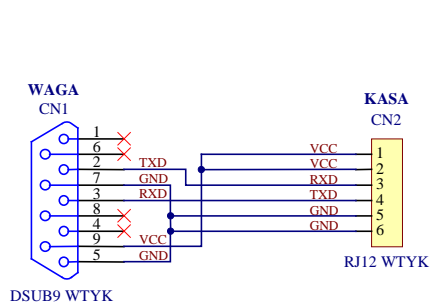 WAGA
CN1
KASA
CN2
1
6
2 TXD
7 GND
3 RXD
8
4
9 VCC
5 GND
VCC 1
VCC 2
RXD 3
TXD 4
GND 5
GND 6
RJ12 WTYK
DSUB9 WTYK